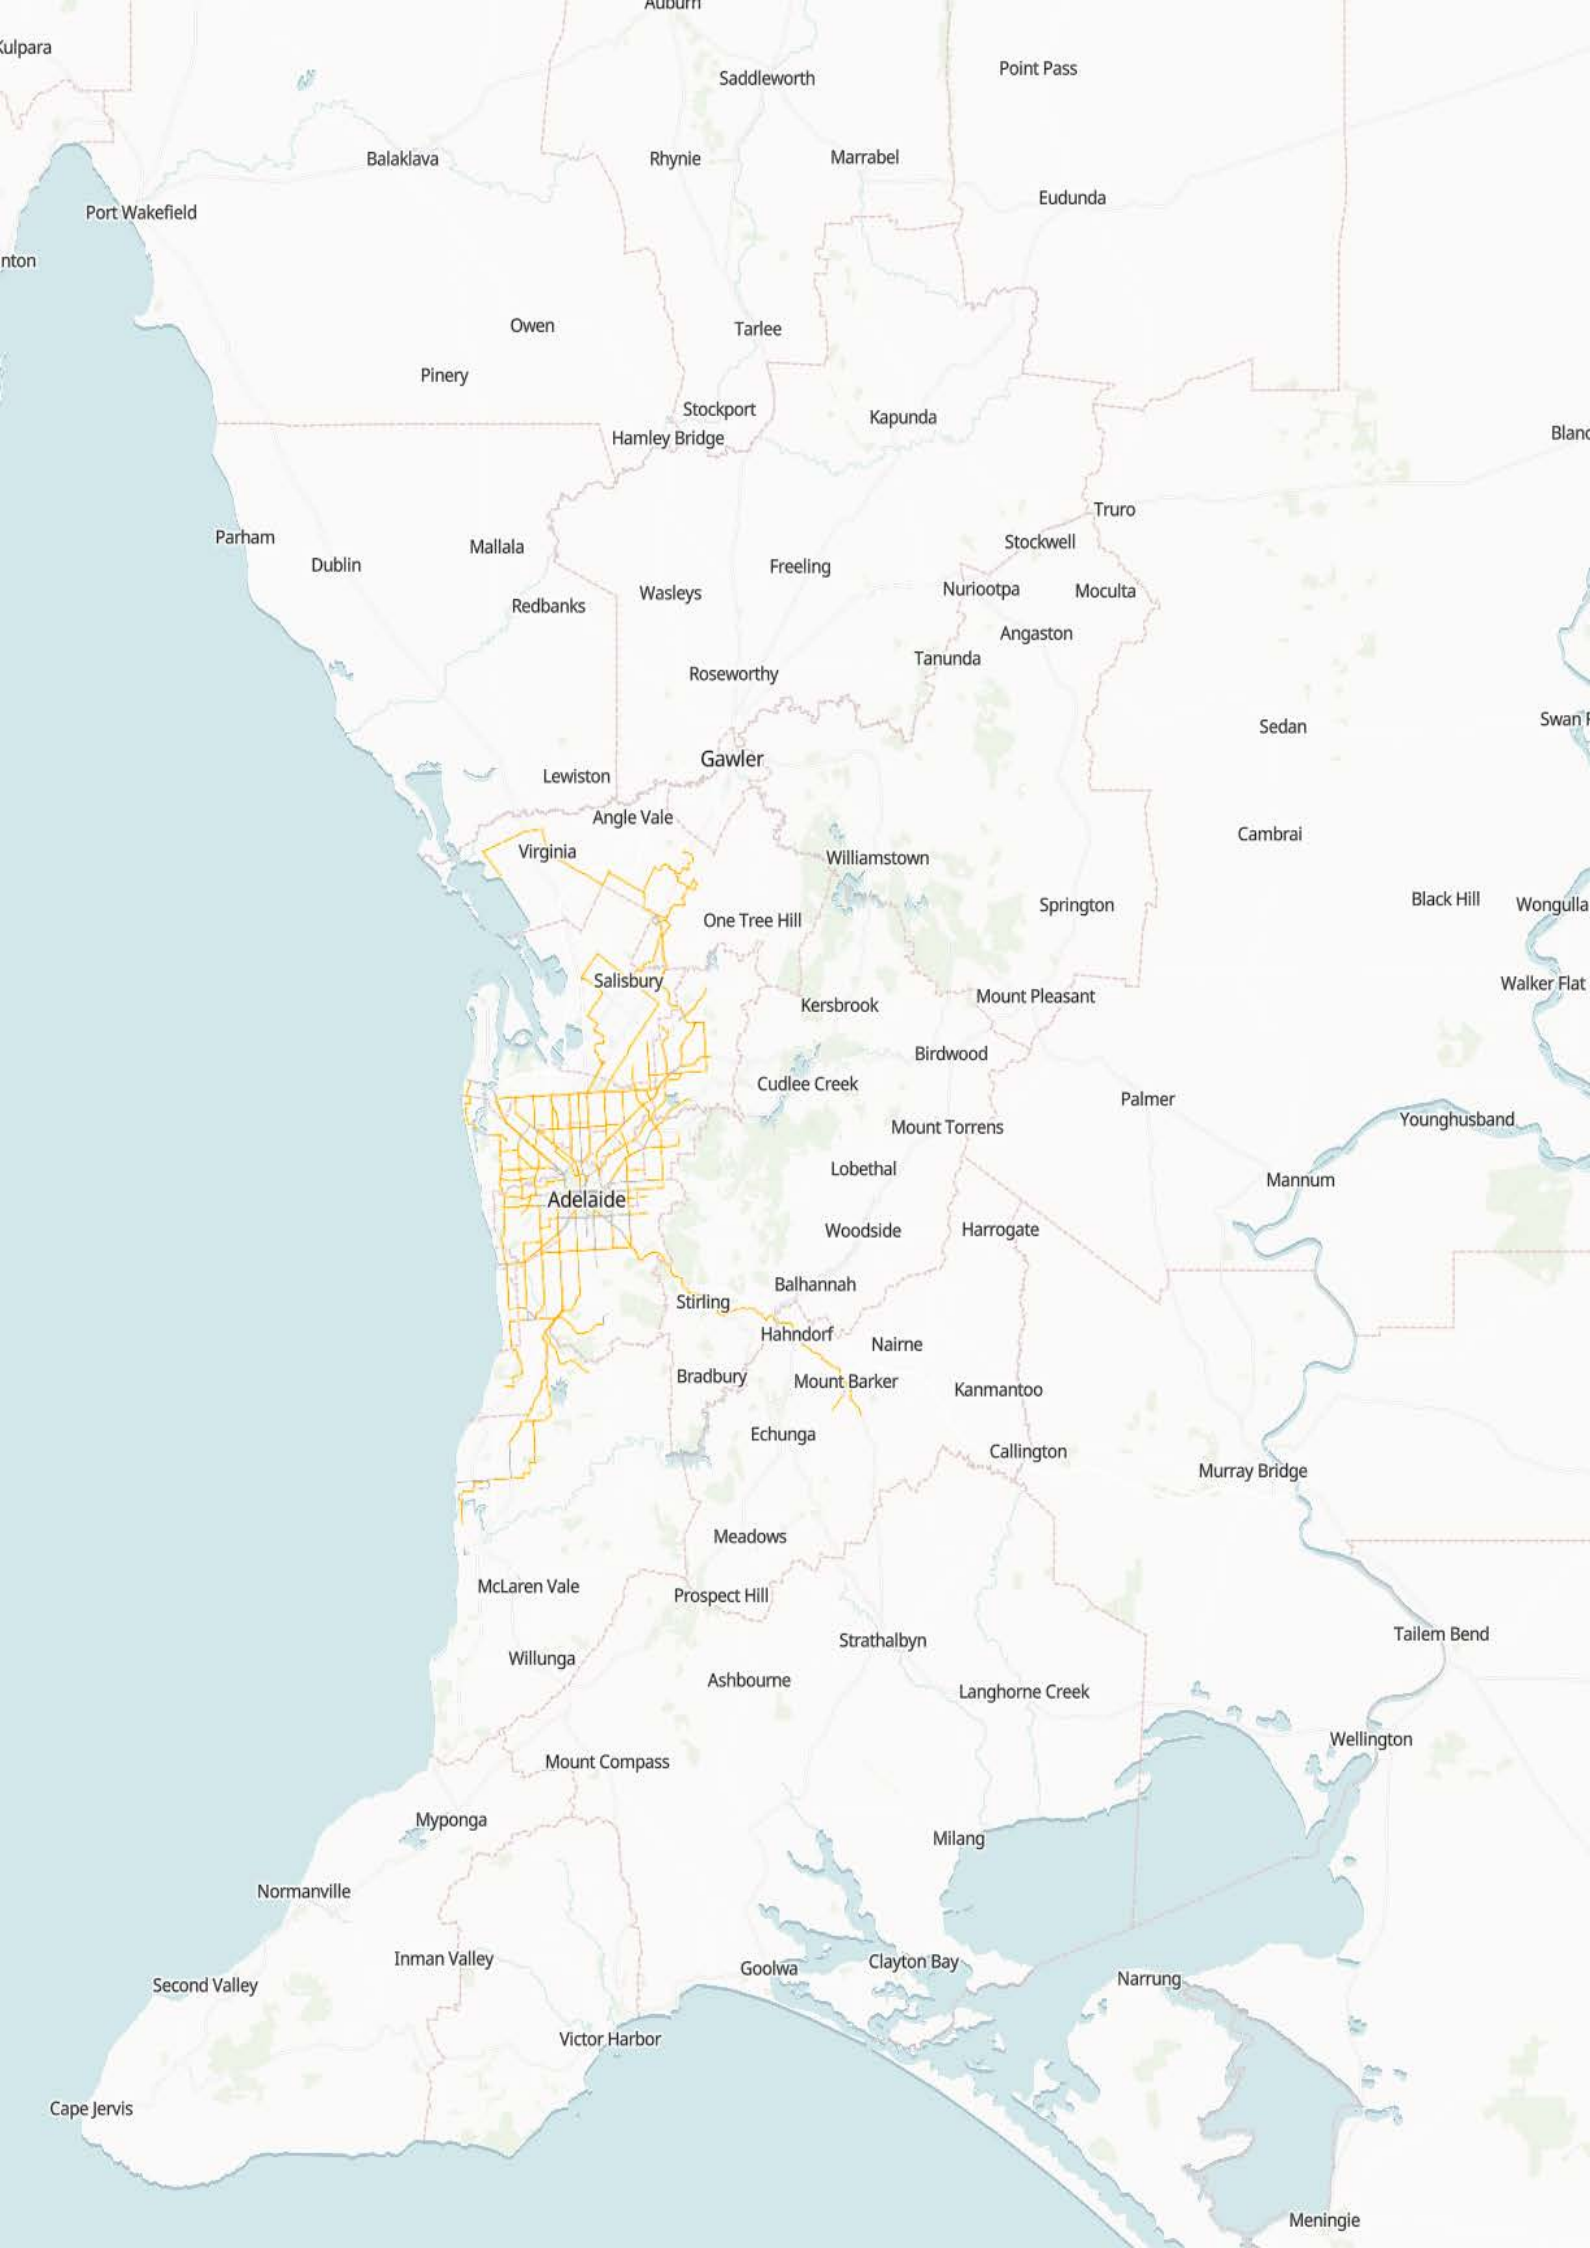 Auburn
Kulpara
Point Pass
Saddleworth
Marrabel
Balaklava
Rhynie
Eudunda
Port Wakefield
nton
Owen
Tarlee
Pinery
Stockport
Kapunda
Blanc
Hamley Bridge
Truro
Parham
Stockwell
Mallala
Dublin
Freeling
Nuriootpa
Moculta
Wasleys
Redbanks
Angaston
Tanunda
Roseworthy
Swan
Sedan
Gawler
Lewiston
Angle Vale
Cambrai
Virginia
Williamstown
Black Hill
Wongulla
Springton
One Tree Hill
Salisbury
Walker Flat
Mount Pleasant
Kersbrook
Birdwood
Cudlee Creek
Palmer
Younghusband
Mount Torrens
Lobethal
Mannum
Adelaide
Woodside
Harrogate
Balhannah
Stirling
Hahndorf
Nairne
Bradbury
Mount Barker
Kanmantoo
Echunga
Callington
Murray Bridge
Meadows
McLaren Vale
Prospect Hill
Tailem Bend
Strathalbyn
Willunga
Ashbourne
Langhorne Creek
Wellington
Mount Compass
Myponga
Milang
Normanville
Inman Valley
Clayton Bay
Goolwa
Narrung
Second Valley
Victor Harbor
Cape Jervis
Meningie